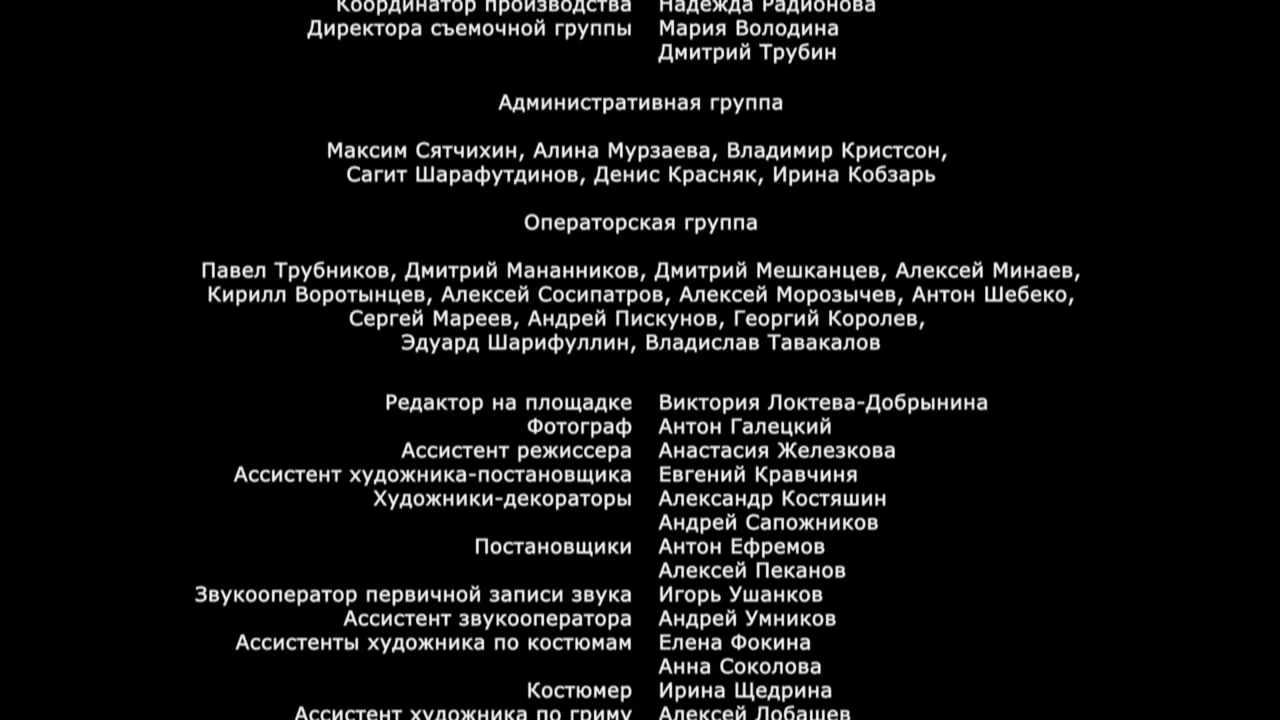 Координатор производства Надежда Радионова
Директора съемочной группы Мария Володина
Дмитрий Трубин
Административная группа
Максим Сятчихин, Алина Мурзаева, Владимир Кристсон,
Сагит Шарафутдинов, Денис Красняк, Ирина Кобзарь
Операторская группа
Павел Трубников, Дмитрий Мананников, Дмитрий Мешканцев, Алексей Минаев,
Кирилл Воротынцев, Алексей Сосипатров, Алексей Морозычев, Антон Шебеко,
Сергей Мареев, Андрей Пискунов, Георгий Королев,
Эдуард Шарифуллин, Владислав Тавакалов
Редактор на площадке Виктория Локтева-Добрынина
Фотограф Антон Галецкий
Ассистент режиссера Анастасия Железкова
Ассистент художника-постановщика Евгений Кравчиня
Художники-декораторы Александр Костяшин
Андрей Сапожников
Постановщики Антон Ефремов
Алексей Пеканов
Звукооператор первичной записи звука Игорь Ушанков
Ассистент звукооператора Андрей Умников
Ассистенты художника по костюмам Елена Фокина
Анна Соколова
Костюмер Ирина Щедрина
Ассистент художника по гриму Алексей Лобашев